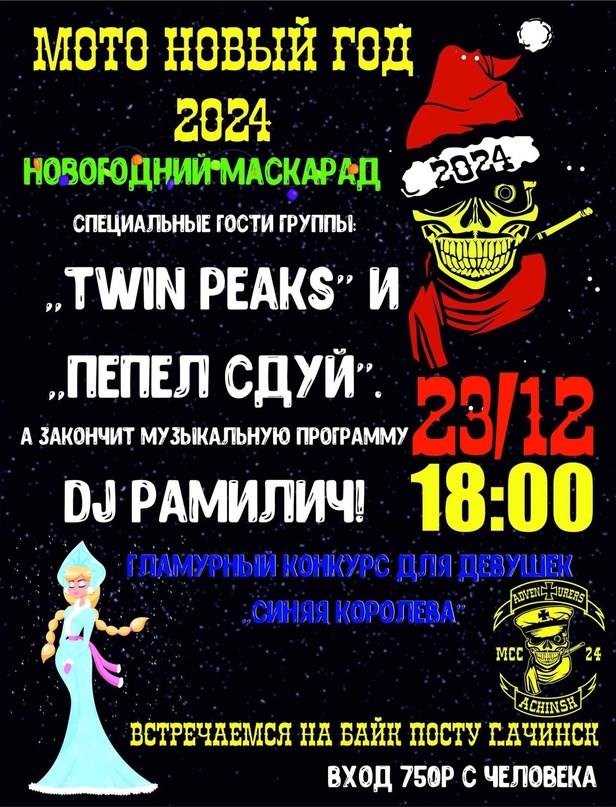 МОТО НОВЫЙ ГОД
2024
НОВОГОДНИЙ МАСКАРАД
2024
СПЕЦИАЛЬНЫЕ ГОСТИ ГРУППЫ:
„TWIN PEAKS” И
„ПЕПЕЛ СДУЙ”.
А ЗАКОНЧИТ МУЗЫКАЛЬНУЮ ПРОГРАММУ
DJ РАМИЛИЧ!
23/12
18:00
ГЛАМУРНЫЙ КОНКУРС ДЛЯ ДЕВУШЕК
„СИНЯЯ КОРОЛЕВА”
ADVENTURERS
MCC 24
ACHINSK
ВСТРЕЧАЕМСЯ НА БАЙК ПОСТУ Г.АЧИНСК
ВХОД 750Р С ЧЕЛОВЕКА